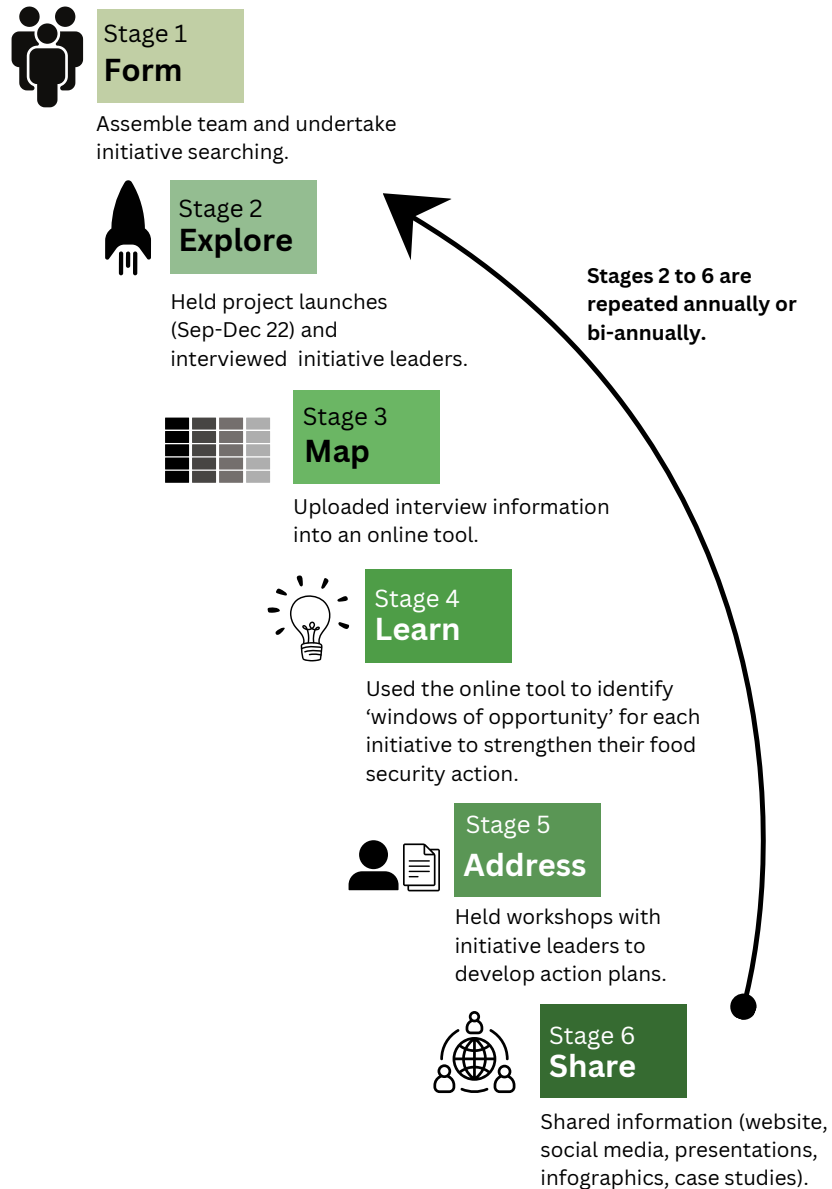 Stage 1
Form
Assemble team and undertake
initiative searching.
Stage 2
Explore
Held project launches
(Sep-Dec 22) and
interviewed  initiative leaders.
Stages 2 to 6 are
repeated annually or
bi-annually.
Stage 3
Map
Uploaded interview information
into an online tool.
Stage 4
Learn
Used the online tool to identify
‘windows of opportunity’ for each
initiative to strengthen their food
security action.
Stage 5
Address
Held workshops with
initiative leaders to
develop action plans.
Stage 6
Share
Shared information (website,
social media, presentations,
infographics, case studies).